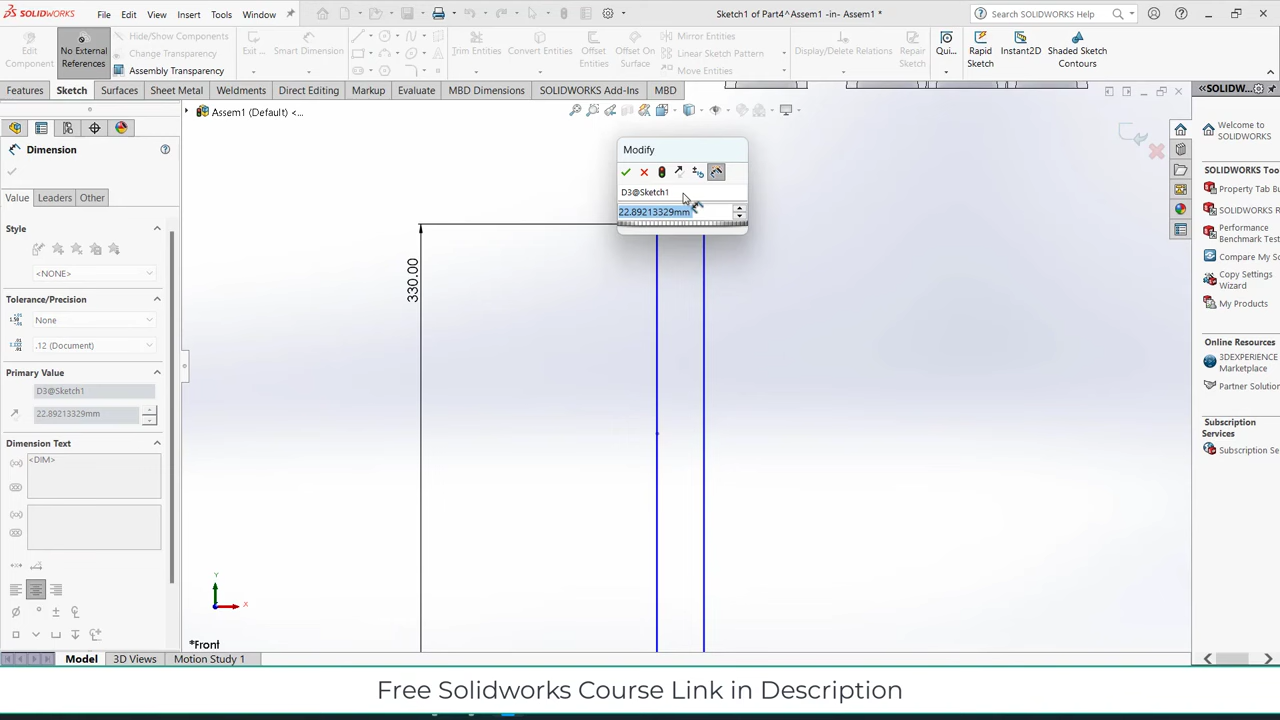 SOLIDWORKS
File Edit View Insert Tools Window
Sketch1 of Part4^Assem1 -in- Assem1 *
Search SOLIDWORKS Help
Edit Component
No External References
Hide/Show Components
Change Transparency
Assembly Transparency
Exit ...
Smart Dimension
Trim Entities
Convert Entities
Offset Entities
Offset On Surface
Mirror Entities
Linear Sketch Pattern
Move Entities
Display/Delete Relations
Repair Sketch
Qui...
Rapid Sketch
Instant2D
Shaded Sketch Contours
Features Sketch Surfaces Sheet Metal Weldments Direct Editing Markup Evaluate MBD Dimensions SOLIDWORKS Add-Ins MBD
SOLIDW...
Assem1 (Default) <...
Dimension
Value Leaders Other
Style
<NONE>
Tolerance/Precision
None
.12 (Document)
Primary Value
D3@Sketch1
22.89213329mm
Dimension Text
<DIM>
Modify
D3@Sketch1
22.89213329mm
330.00
Y
X
*Front
Welcome to SOLIDWORKS
SOLIDWORKS Too
Property Tab Bu
SOLIDWORKS R
Performance Benchmark Test
Compare My Sc
Copy Settings Wizard
My Products
Online Resources
3DEXPERIENCE Marketplace
Partner Solution
Subscription Services
Subscription Se
Model 3D Views Motion Study 1
Free Solidworks Course Link in Description